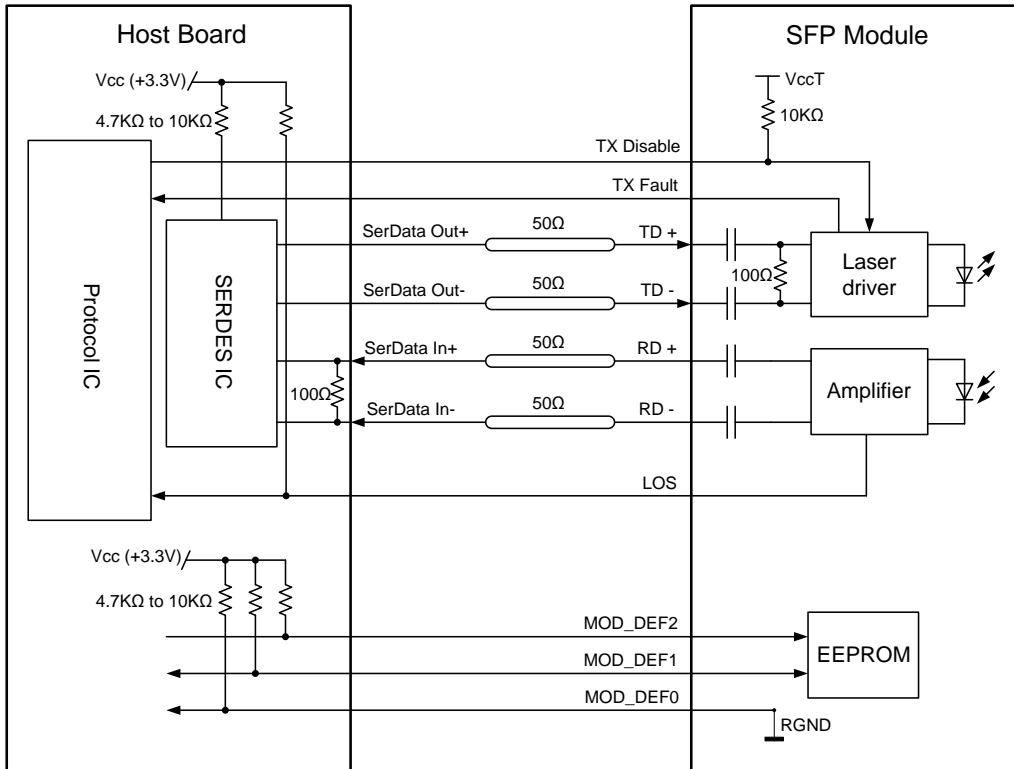 Host Board
SFP Module
Vcc (+3.3V)
VccT
4.7KΩ to 10KΩ
10KΩ
TX Disable
TX Fault
SerData Out+
50Ω
TD +
Laser
driver
100Ω
SerData Out-
50Ω
TD -
Protocol IC
SERDES IC
SerData In+
50Ω
RD +
100Ω
Amplifier
SerData In-
50Ω
RD -
LOS
Vcc (+3.3V)
4.7KΩ to 10KΩ
MOD_DEF2
EEPROM
MOD_DEF1
MOD_DEF0
RGND